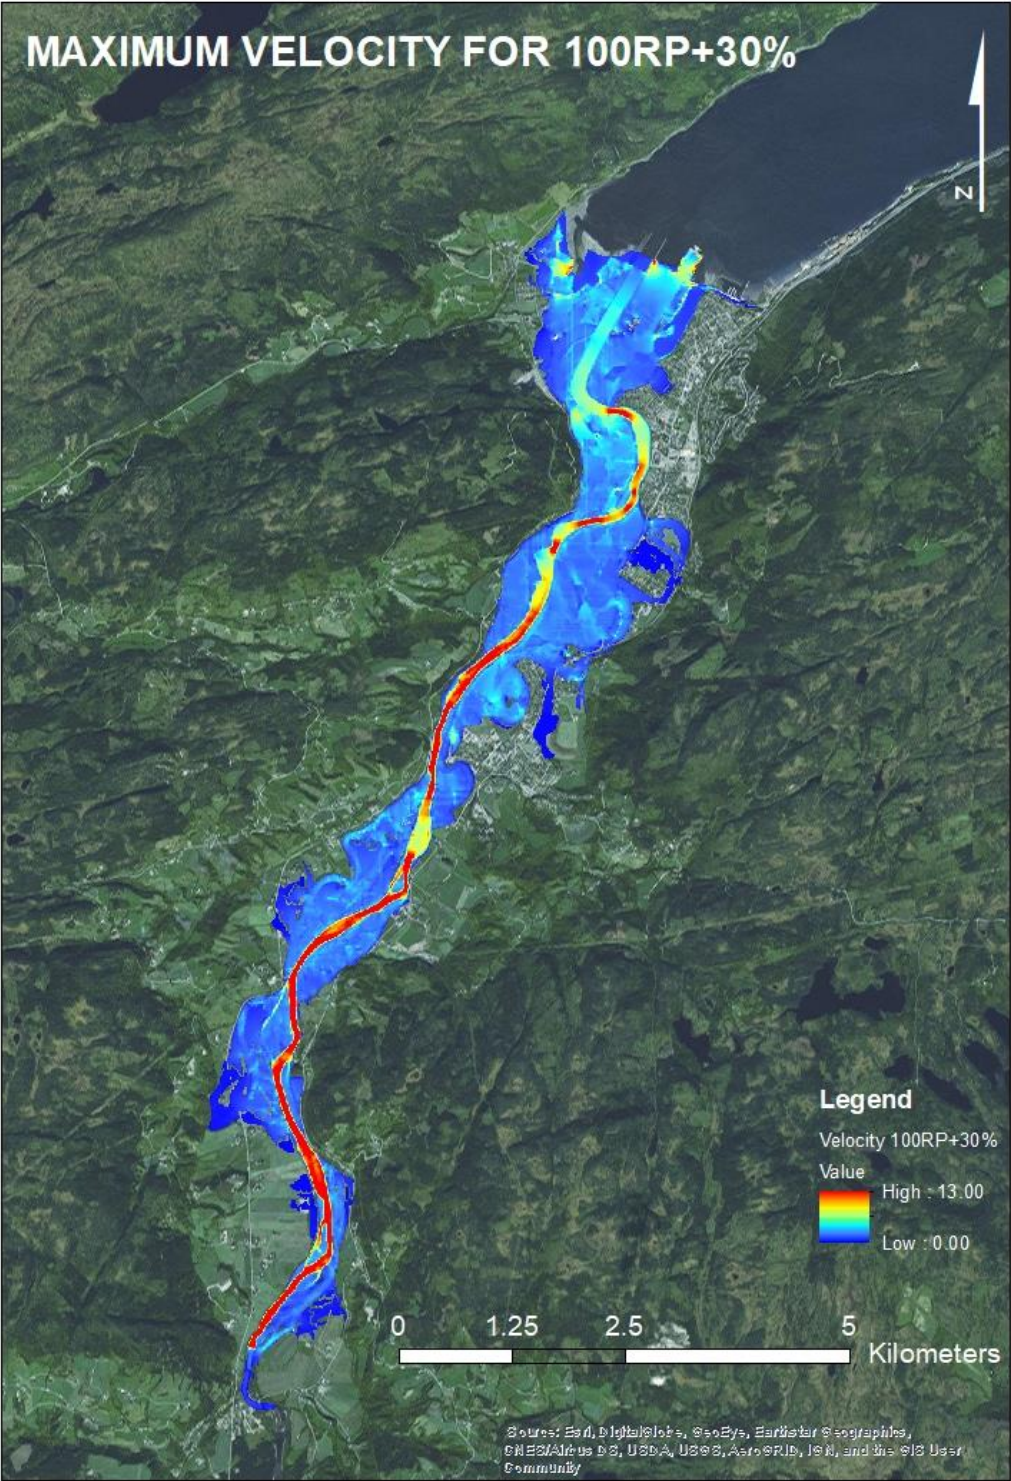 MAXIMUM VELOCITY FOR 100RP+30%
N
Legend
Velocity 100RP+30%
Value
High : 13.00
Low : 0.00
0 1.25 2.5 5
Kilometers
Source: Esri, DigitalGlobe, GeoEye, Earthstar Geographics,
CNES/Airbus DS, USDA, USGS, AeroGRID, IGN, and the GIS User
Community